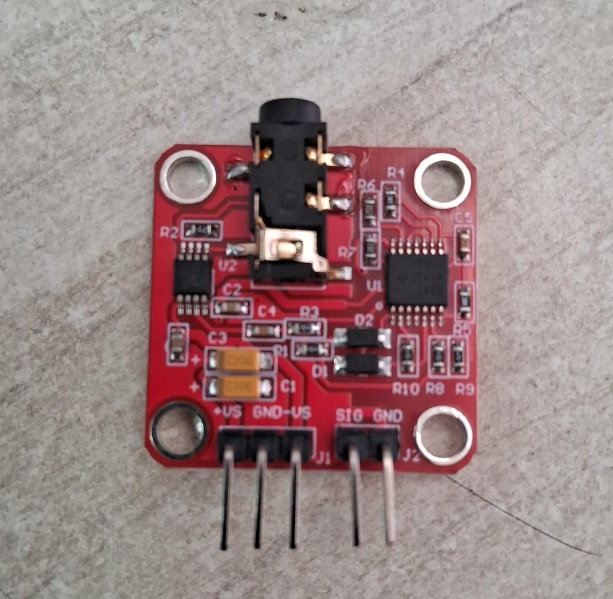 R4
R6
R2
C5
R7
U2
U1
C2
C4
R3
D2
R5
C3
R1
+
D1
+
C1
R10 R8 R9
+VS GND-VS SIG GND
J1
J2